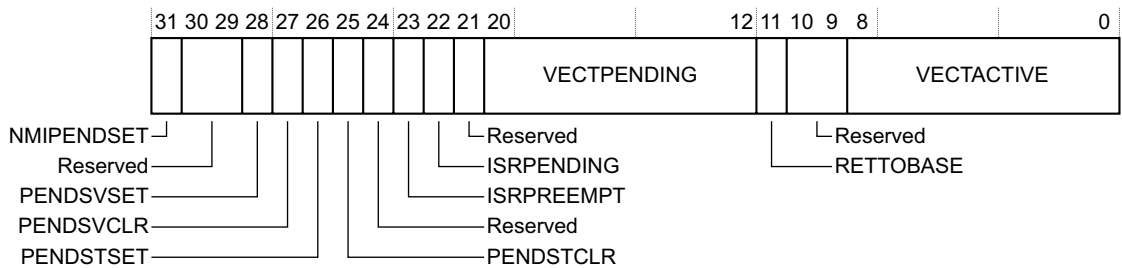 31 30 29 28 27 26 25 24 23 22 21 20 12 11 10 9 8 0
VECTPENDING VECTACTIVE
NMIPENDSET Reserved Reserved
Reserved ISRPENDING RETTOBASE
PENDSVSET ISRPREEMPT
PENDSVCLR Reserved
PENDSTSET PENDSTCLR